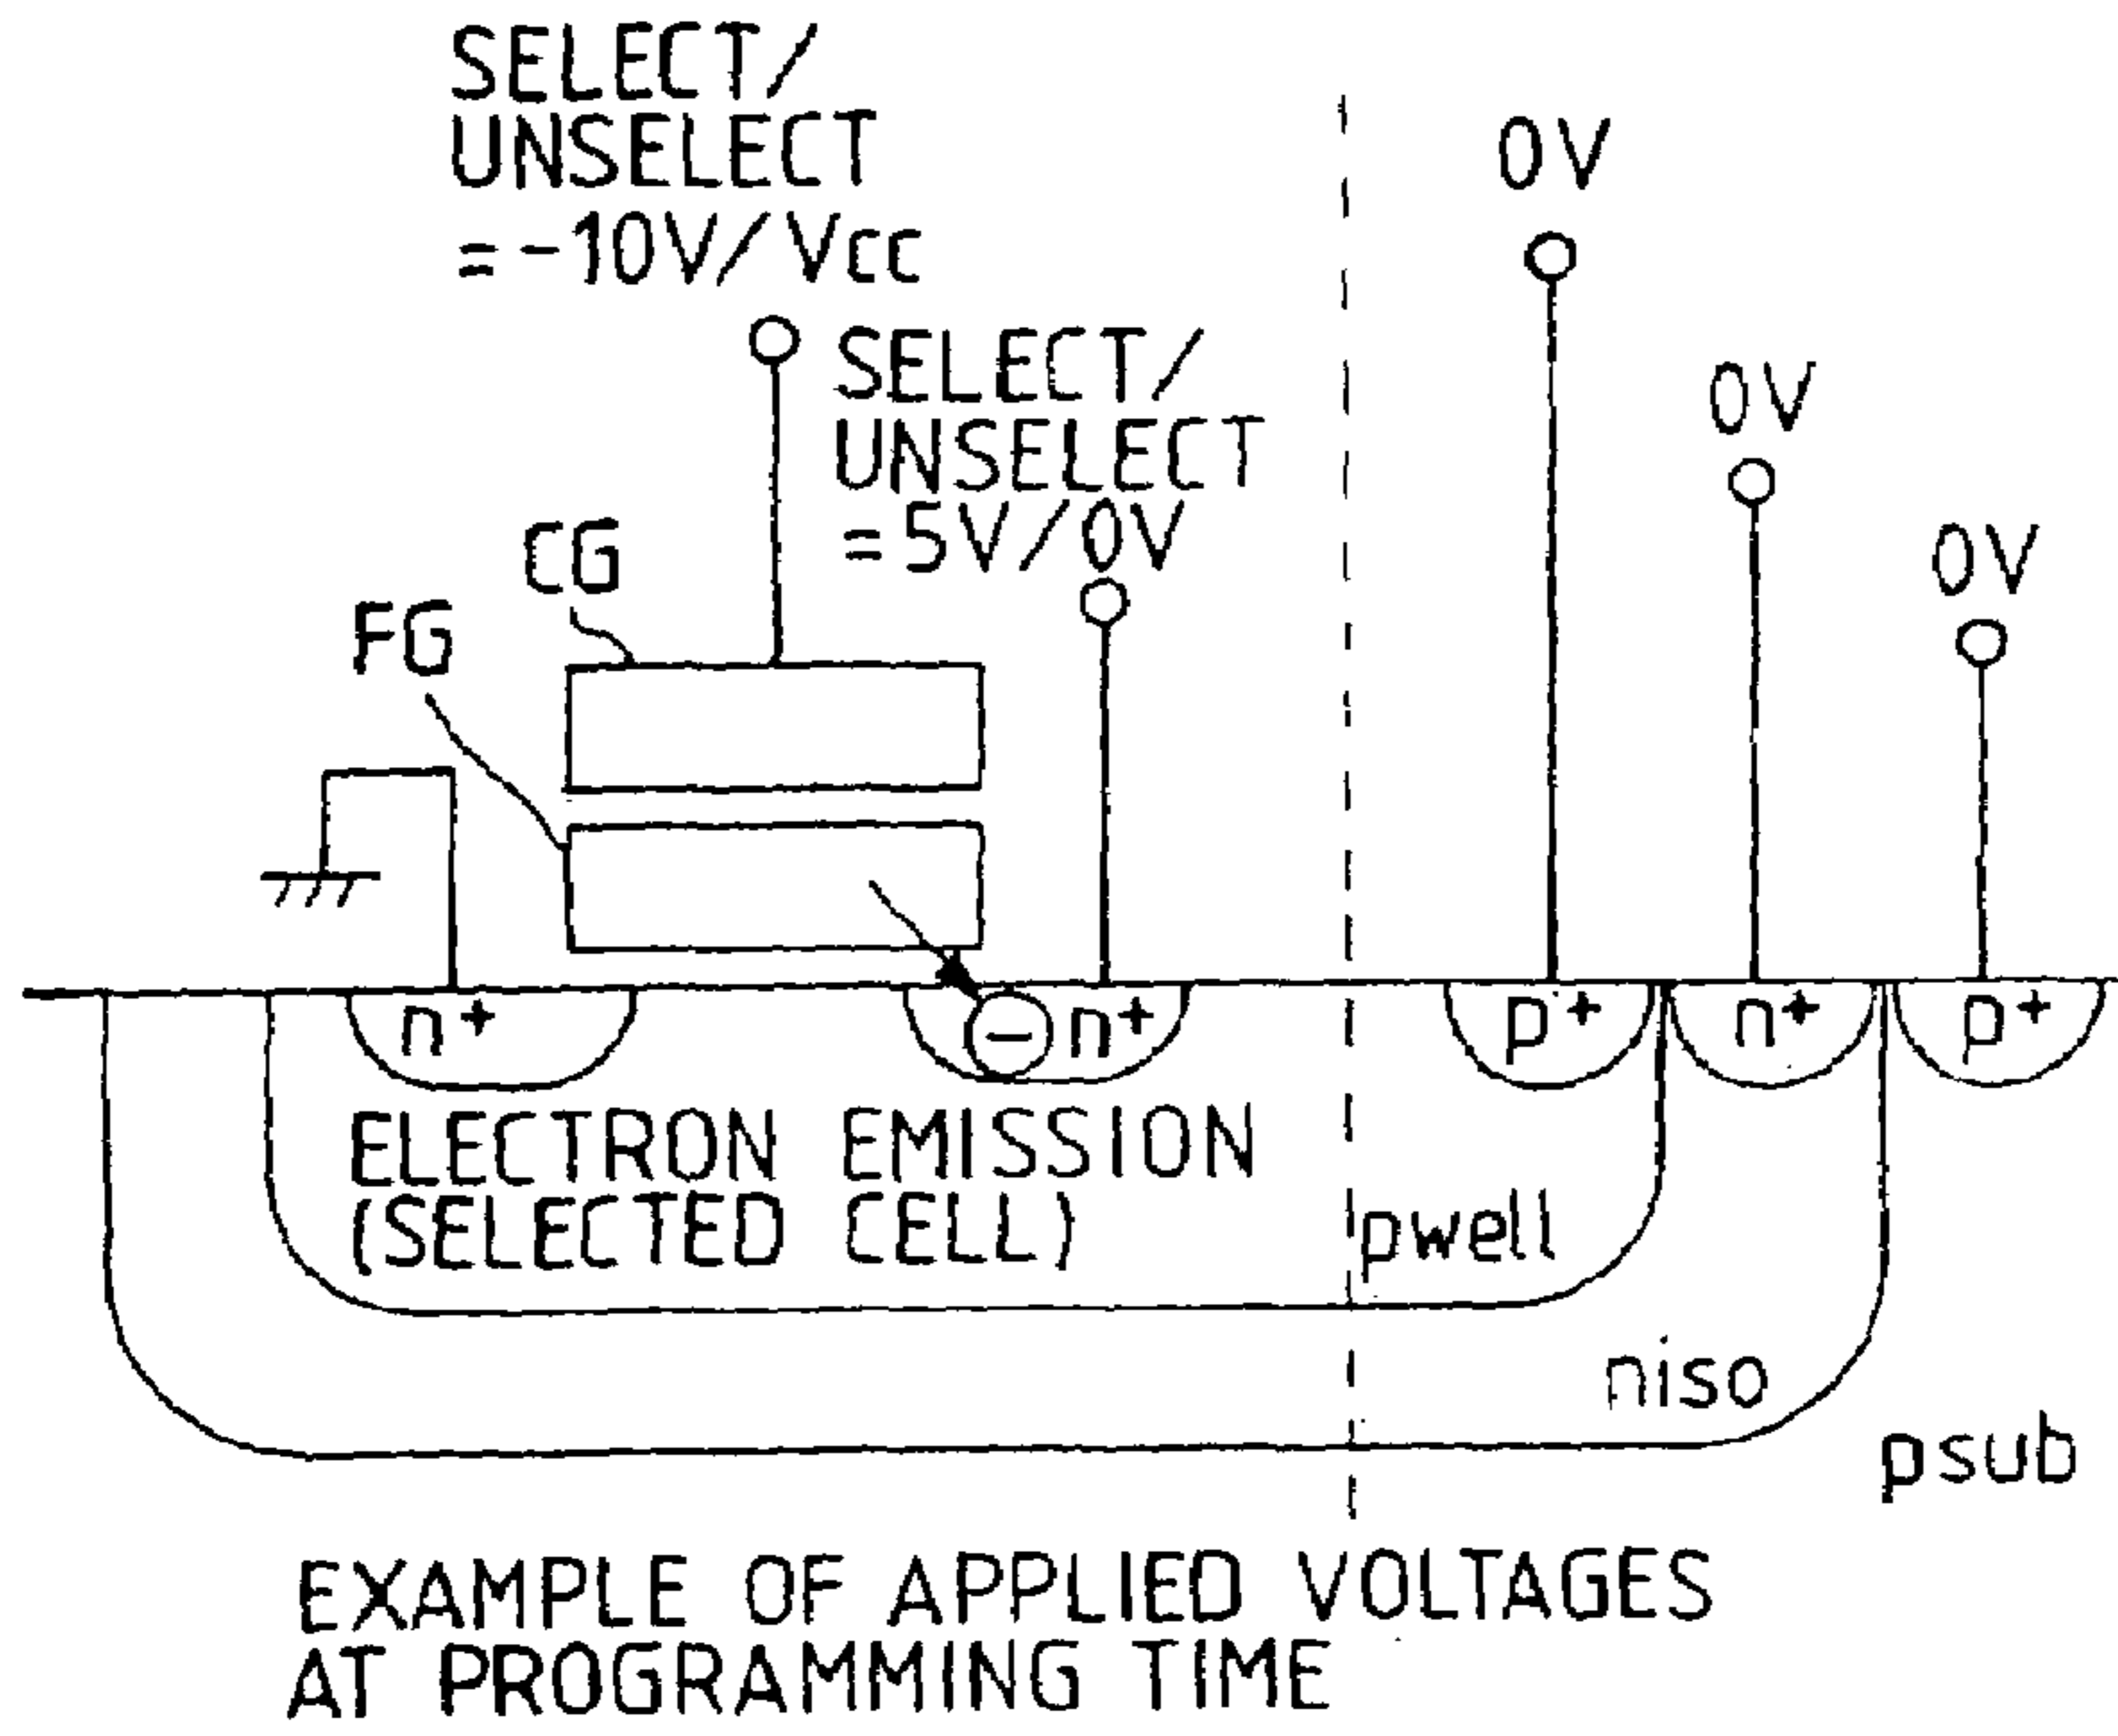 SELECT/
UNSELECT
=-10V/Vcc
SELECT/
UNSELECT
=5V/0V
0V
0V
0V
CG
FG
n+
− n+
p+
n+
p+
ELECTRON EMISSION
(SELECTED CELL)
pwell
niso
psub
EXAMPLE OF APPLIED VOLTAGES
AT PROGRAMMING TIME